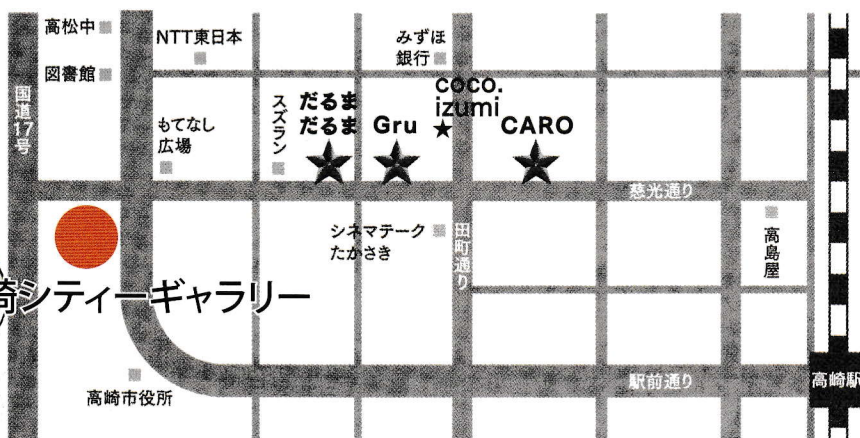 高松中
NTT東日本
みずほ
銀行
図書館
国道17号
coco.
izumi
スズラン
だるま
だるま
Gru
CARO
もてなし
広場
慈光通り
シネマテーク
たかさき
田町通り
高島屋
崎シティーギャラリー
駅前通り
高崎駅
高崎市役所